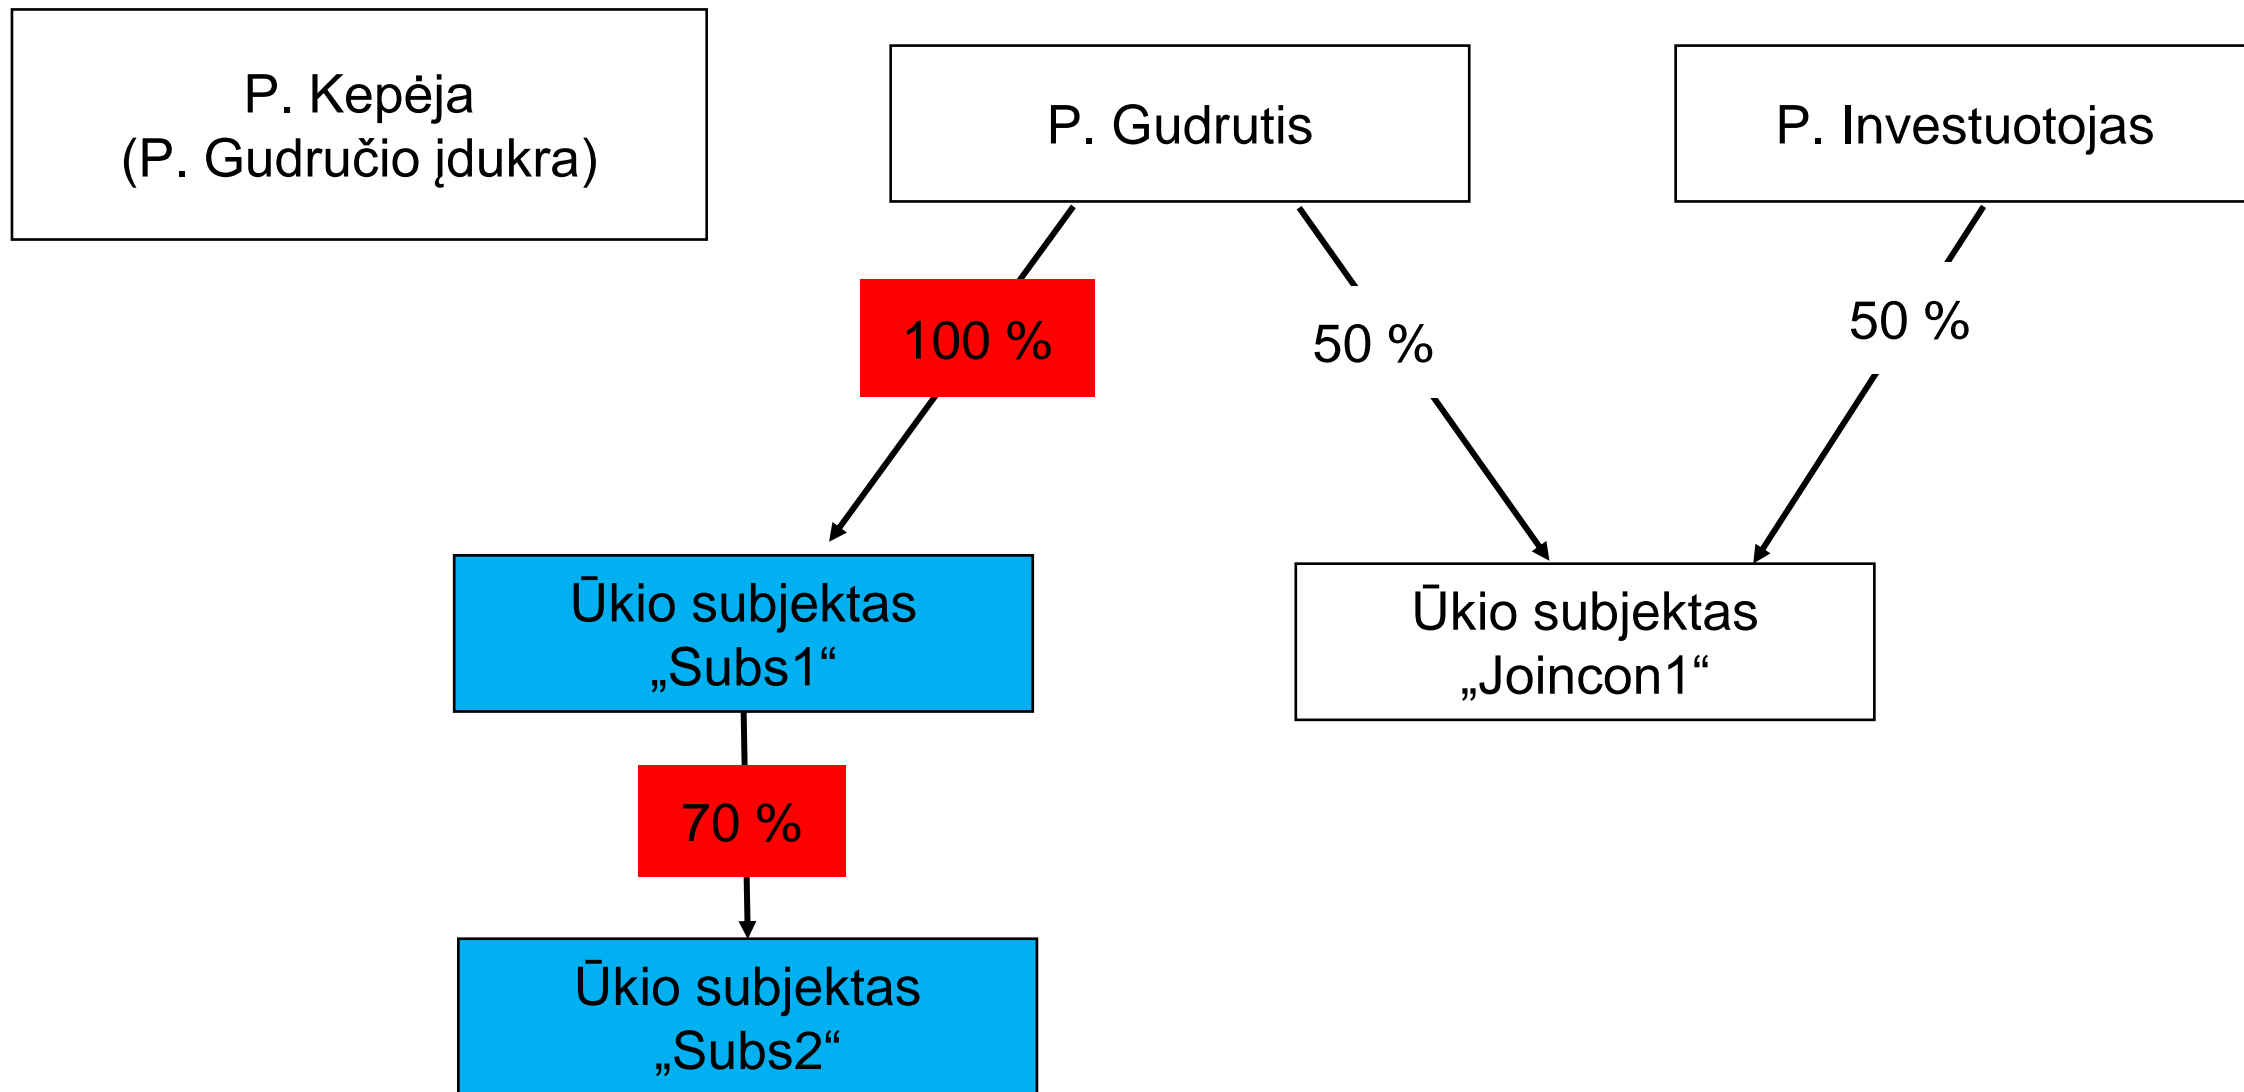 P. Kepėja
(P. Gudručio įdukra)
P. Gudrutis
P. Investuotojas
100 %
50 %
50 %
Ūkio subjektas
„Subs1“
Ūkio subjektas
„Joincon1“
70 %
Ūkio subjektas
„Subs2“